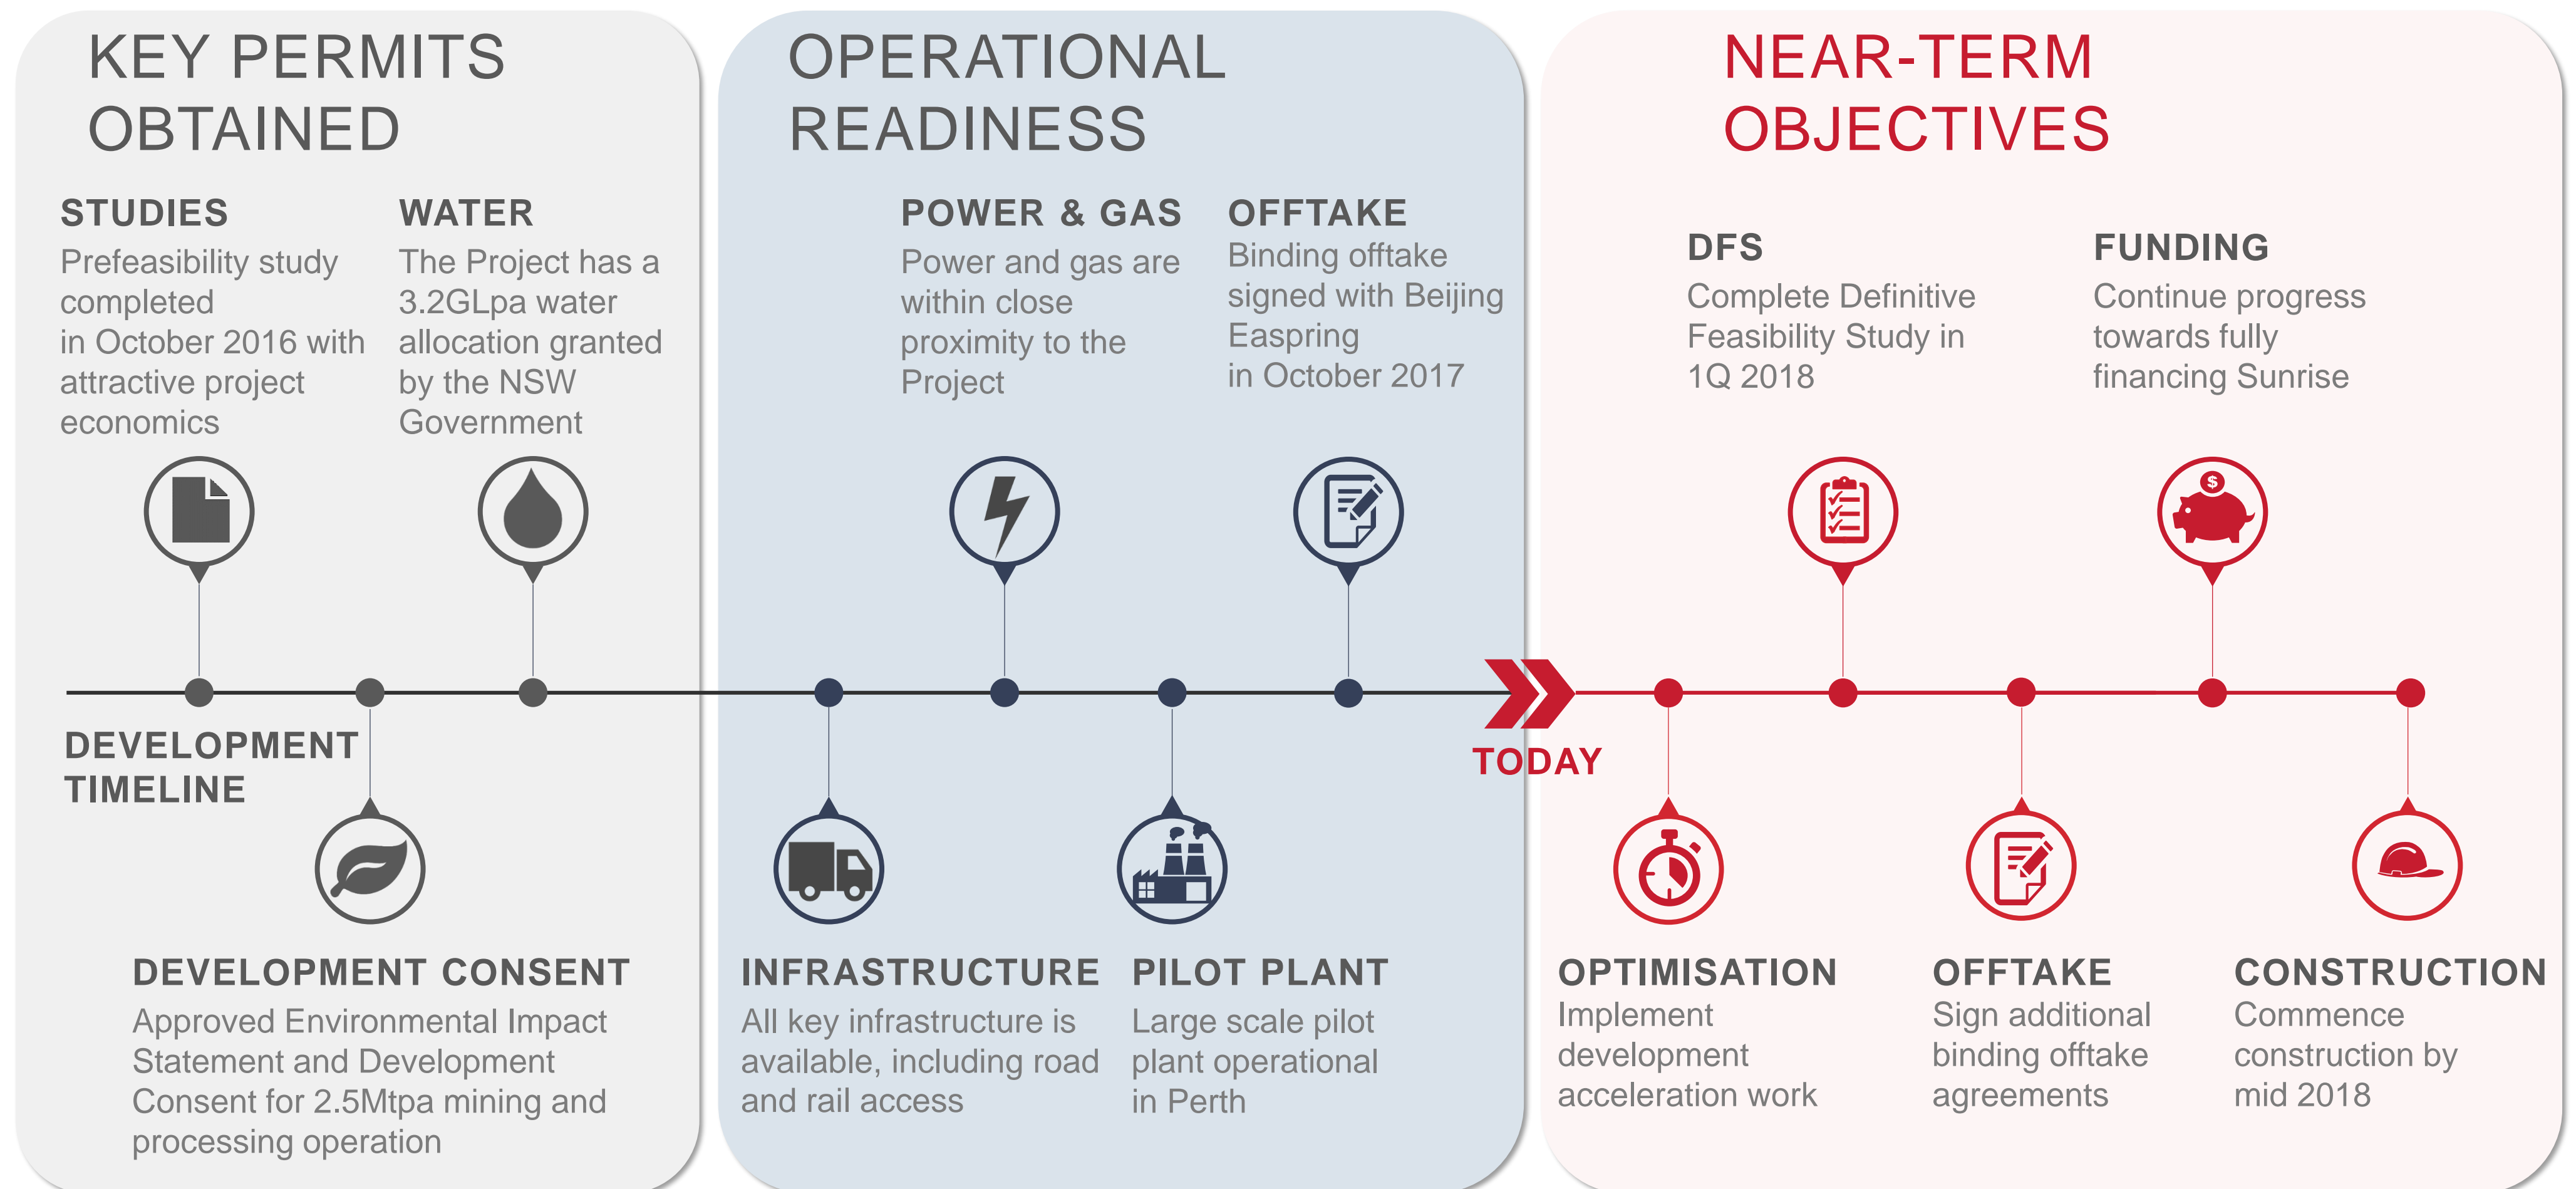 KEY PERMITS
OBTAINED
STUDIES
Prefeasibility study
completed
in October 2016 with
attractive project
economics
WATER
The Project has a
3.2GLpa water
allocation granted
by the NSW
Government
DEVELOPMENT
TIMELINE
DEVELOPMENT CONSENT
Approved Environmental Impact
Statement and Development
Consent for 2.5Mtpa mining and
processing operation
OPERATIONAL
READINESS
POWER & GAS
Power and gas are
within close
proximity to the
Project
OFFTAKE
Binding offtake
signed with Beijing
Easpring
in October 2017
INFRASTRUCTURE
All key infrastructure is
available, including road
and rail access
PILOT PLANT
Large scale pilot
plant operational
in Perth
TODAY
NEAR-TERM
OBJECTIVES
DFS
Complete Definitive
Feasibility Study in
1Q 2018
FUNDING
Continue progress
towards fully
financing Sunrise
$
OPTIMISATION
Implement
development
acceleration work
OFFTAKE
Sign additional
binding offtake
agreements
CONSTRUCTION
Commence
construction by
mid 2018